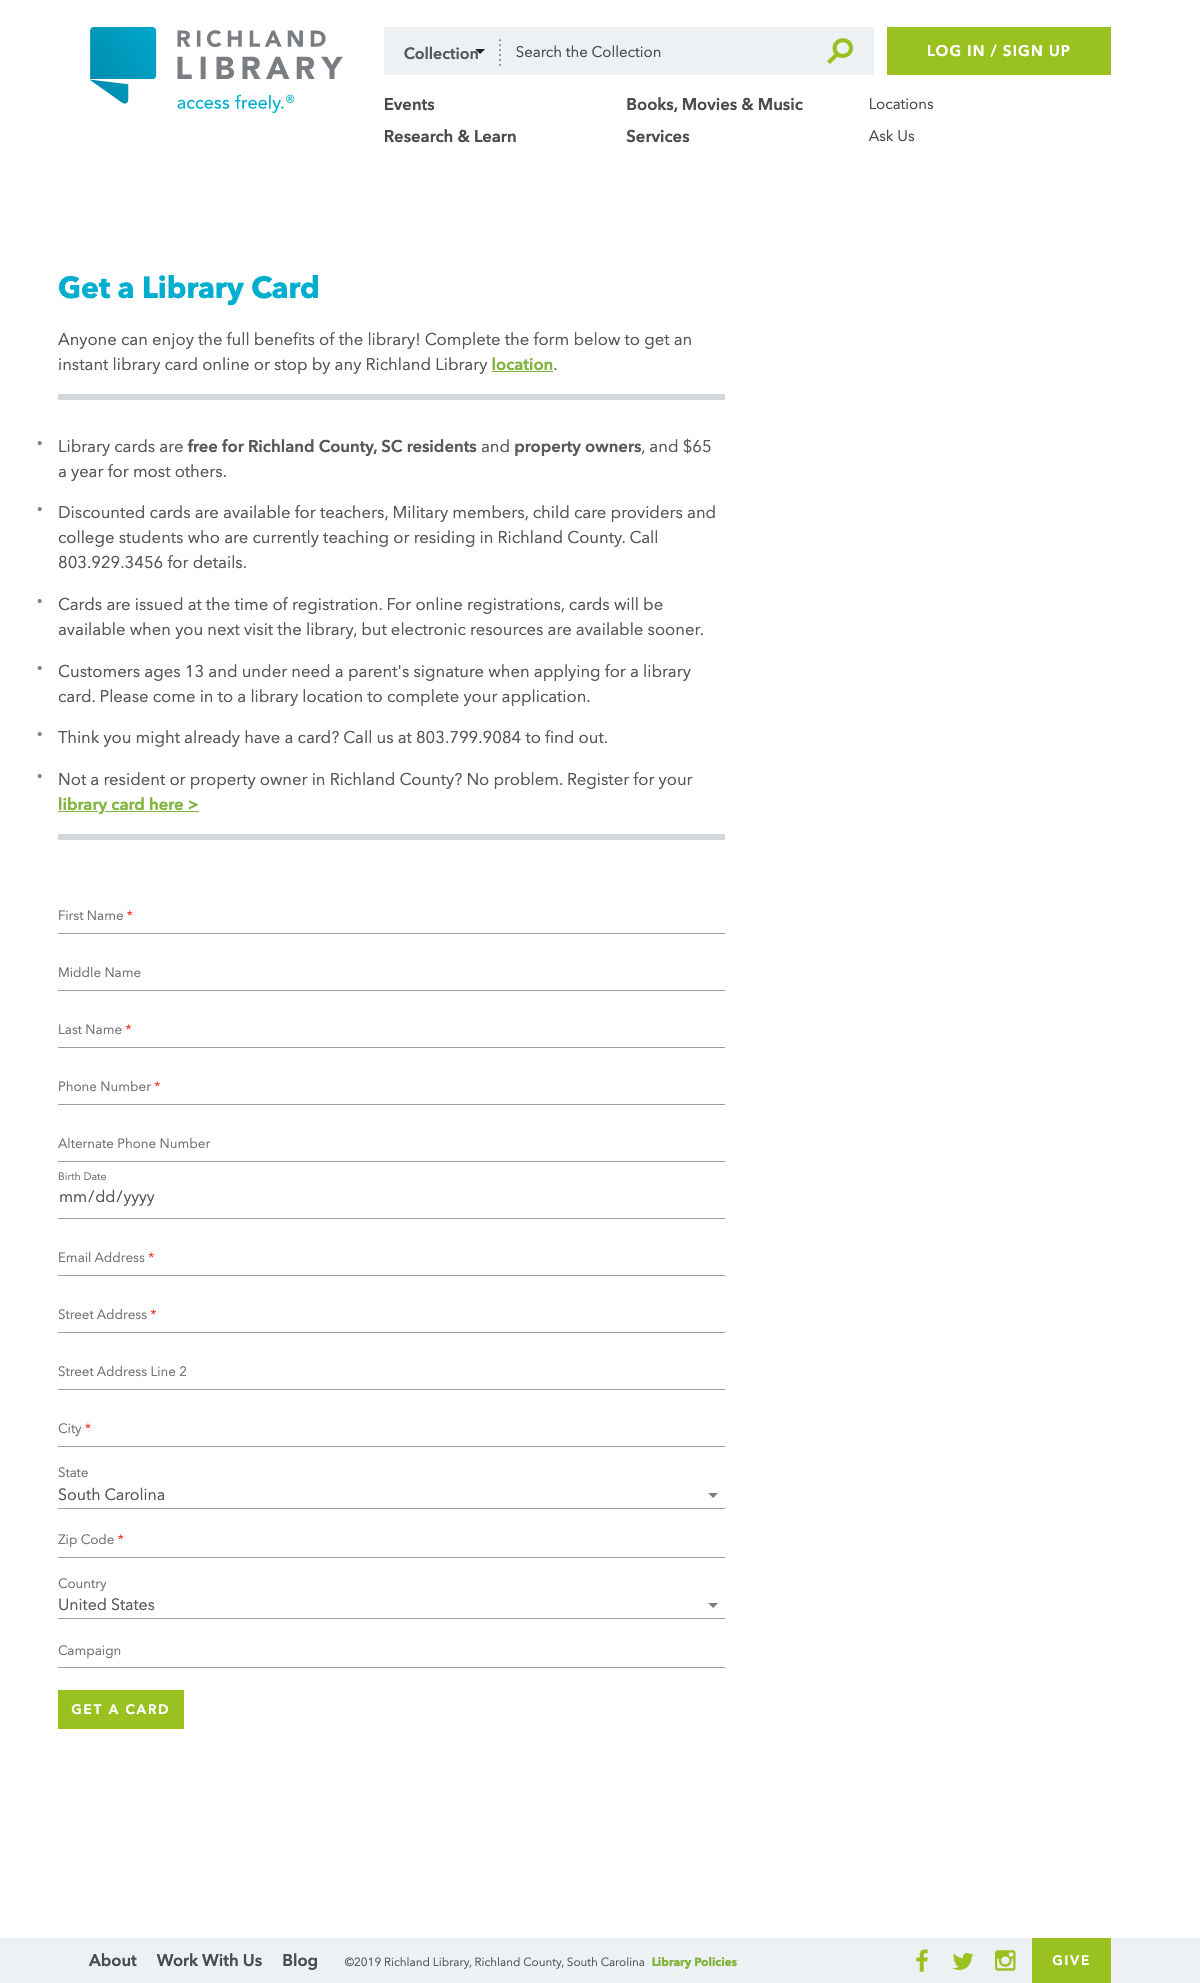 RICHLAND
LIBRARY
access freely.®
Collection
Search the Collection
LOG IN / SIGN UP
Events
Books, Movies & Music
Locations
Research & Learn
Services
Ask Us
Get a Library Card
Anyone can enjoy the full benefits of the library! Complete the form below to get an
instant library card online or stop by any Richland Library location.
• Library cards are free for Richland County, SC residents and property owners, and $65
a year for most others.
• Discounted cards are available for teachers, Military members, child care providers and
college students who are currently teaching or residing in Richland County. Call
803.929.3456 for details.
• Cards are issued at the time of registration. For online registrations, cards will be
available when you next visit the library, but electronic resources are available sooner.
• Customers ages 13 and under need a parent's signature when applying for a library
card. Please come in to a library location to complete your application.
• Think you might already have a card? Call us at 803.799.9084 to find out.
• Not a resident or property owner in Richland County? No problem. Register for your
library card here >
First Name *
Middle Name
Last Name *
Phone Number *
Alternate Phone Number
Birth Date
mm/dd/yyyy
Email Address *
Street Address *
Street Address Line 2
City *
State
South Carolina
Zip Code *
Country
United States
Campaign
GET A CARD
About Work With Us Blog ©2019 Richland Library, Richland County, South Carolina Library Policies
GIVE